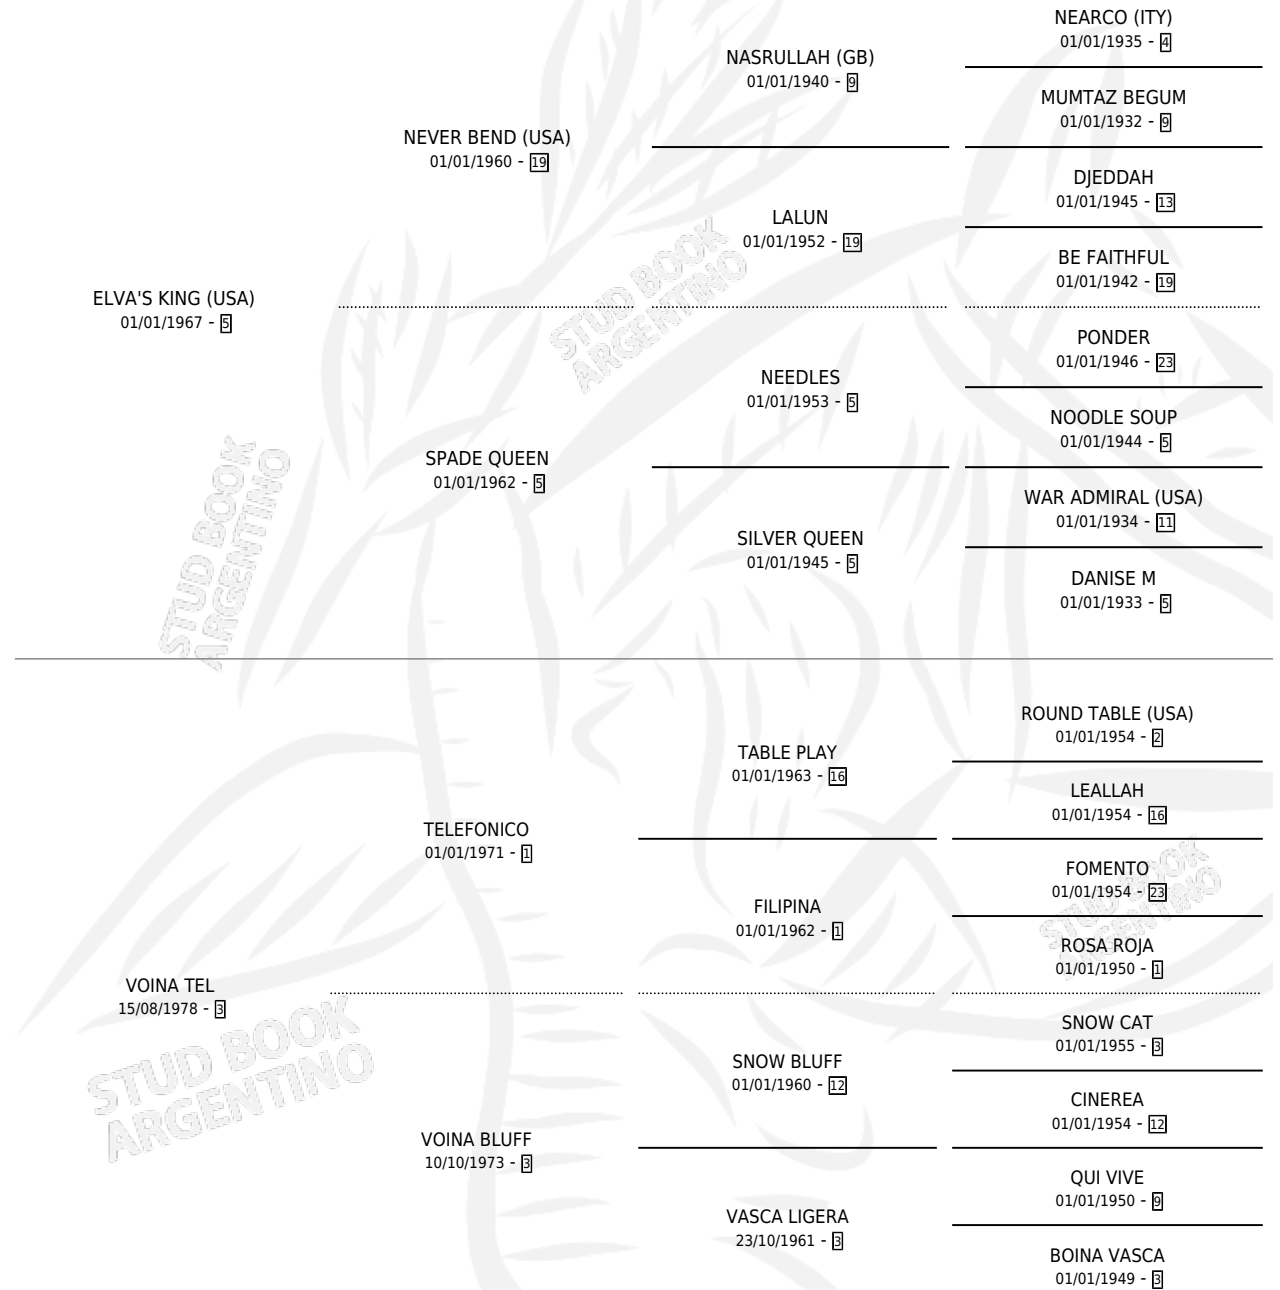 NEARCO (ITY)
01/01/1935 - 4
NASRULLAH (GB)
01/01/1940 - 9
MUMTAZ BEGUM
01/01/1932 - 9
NEVER BEND (USA)
01/01/1960 - 19
DJEDDAH
01/01/1945 - 13
LALUN
01/01/1952 - 19
BE FAITHFUL
01/01/1942 - 19
ELVA'S KING (USA)
01/01/1967 - 5
PONDER
01/01/1946 - 23
NEEDLES
01/01/1953 - 5
NOODLE SOUP
01/01/1944 - 5
SPADE QUEEN
01/01/1962 - 5
WAR ADMIRAL (USA)
01/01/1934 - 11
SILVER QUEEN
01/01/1945 - 5
DANISE M
01/01/1933 - 5
ROUND TABLE (USA)
01/01/1954 - 2
TABLE PLAY
01/01/1963 - 16
LEALLAH
01/01/1954 - 16
TELEFONICO
01/01/1971 - 1
FOMENTO
01/01/1954 - 23
FILIPINA
01/01/1962 - 1
ROSA ROJA
01/01/1950 - 1
VOINA TEL
15/08/1978 - 3
SNOW CAT
01/01/1955 - 3
SNOW BLUFF
01/01/1960 - 12
CINEREA
01/01/1954 - 12
VOINA BLUFF
10/10/1973 - 3
QUI VIVE
01/01/1950 - 9
VASCA LIGERA
23/10/1961 - 3
BOINA VASCA
01/01/1949 - 3
STUD BOOK
ARGENTINO
STUD BOOK
ARGENTINO
STUD BOOK
ARGENTINO
STUD BOOK
ARGENTINO